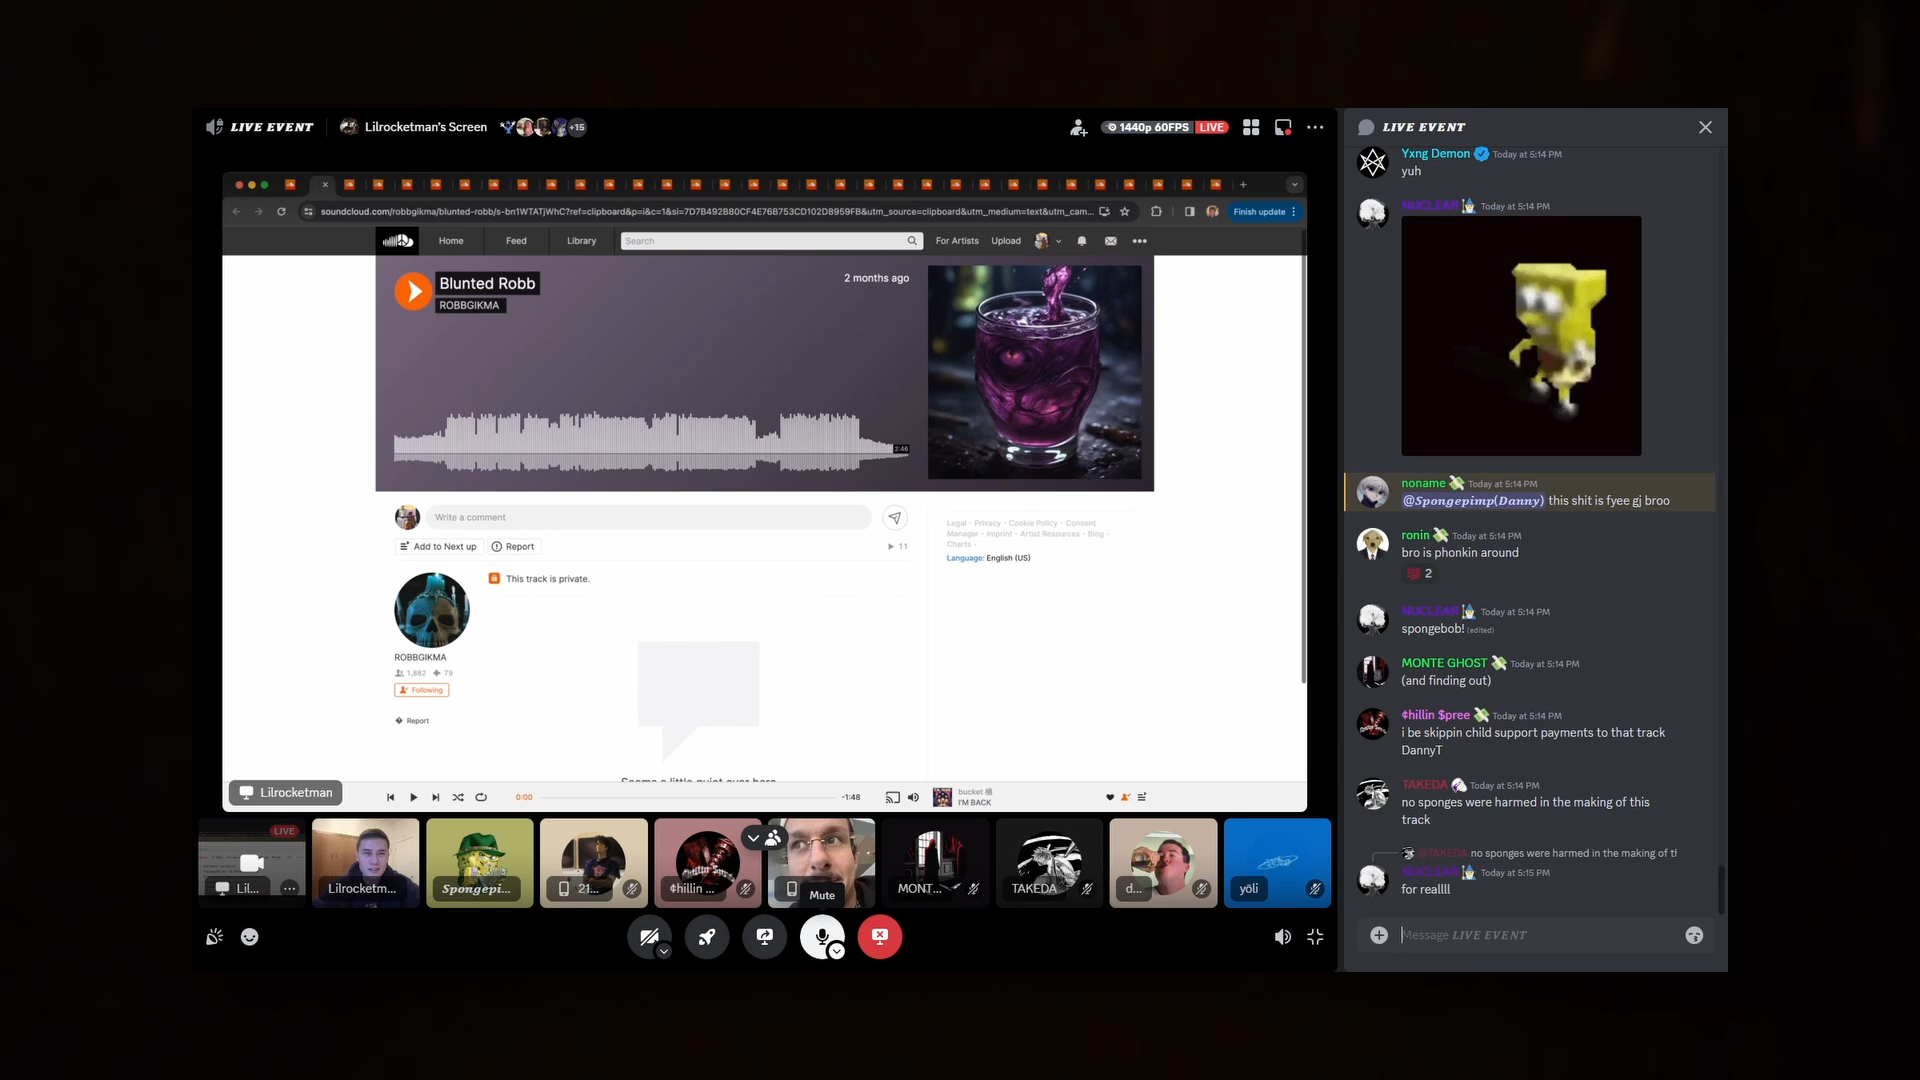 LIVE EVENT
Lilrocketman's Screen
+15
1440p 60FPS LIVE
soundcloud.com/robbgikma/blunted-robb/s-bn1WTATjWhC?ref=clipboard&p=i&c=1&si=7D7B492B80CF4E76B753CD102D8959FB&utm_source=clipboard&utm_medium=text&utm_cam...
Finish update
Home
Feed
Library
Search
For Artists
Upload
Blunted Robb
ROBBGIKMA
2 months ago
2:46
Write a comment
Add to Next up
Report
11
This track is private.
ROBBGIKMA
1,882 79
Following
Report
Legal - Privacy - Cookie Policy - Consent
Manager - Imprint - Artist Resources - Blog -
Charts -
Language: English (US)
Seems a little quiet over here
0:00
-1:48
bucket 桶
I'M BACK
Lilrocketman
LIVE
Lil...
Lilrocketm...
Spongepi...
21...
¢hillin ...
Mute
MONT...
TAKEDA
d...
yöli
LIVE EVENT
Yxng Demon Today at 5:14 PM
yuh
NUCLEAR Today at 5:14 PM
noname Today at 5:14 PM
@Spongepimp(Danny) this shit is fyee gj broo
ronin Today at 5:14 PM
bro is phonkin around
2
NUCLEAR Today at 5:14 PM
spongebob! (edited)
MONTE GHOST Today at 5:14 PM
(and finding out)
¢hillin $pree Today at 5:14 PM
i be skippin child support payments to that track
DannyT
TAKEDA Today at 5:14 PM
no sponges were harmed in the making of this
track
@TAKEDA no sponges were harmed in the making of tl
NUCLEAR Today at 5:15 PM
for reallll
Message LIVE EVENT